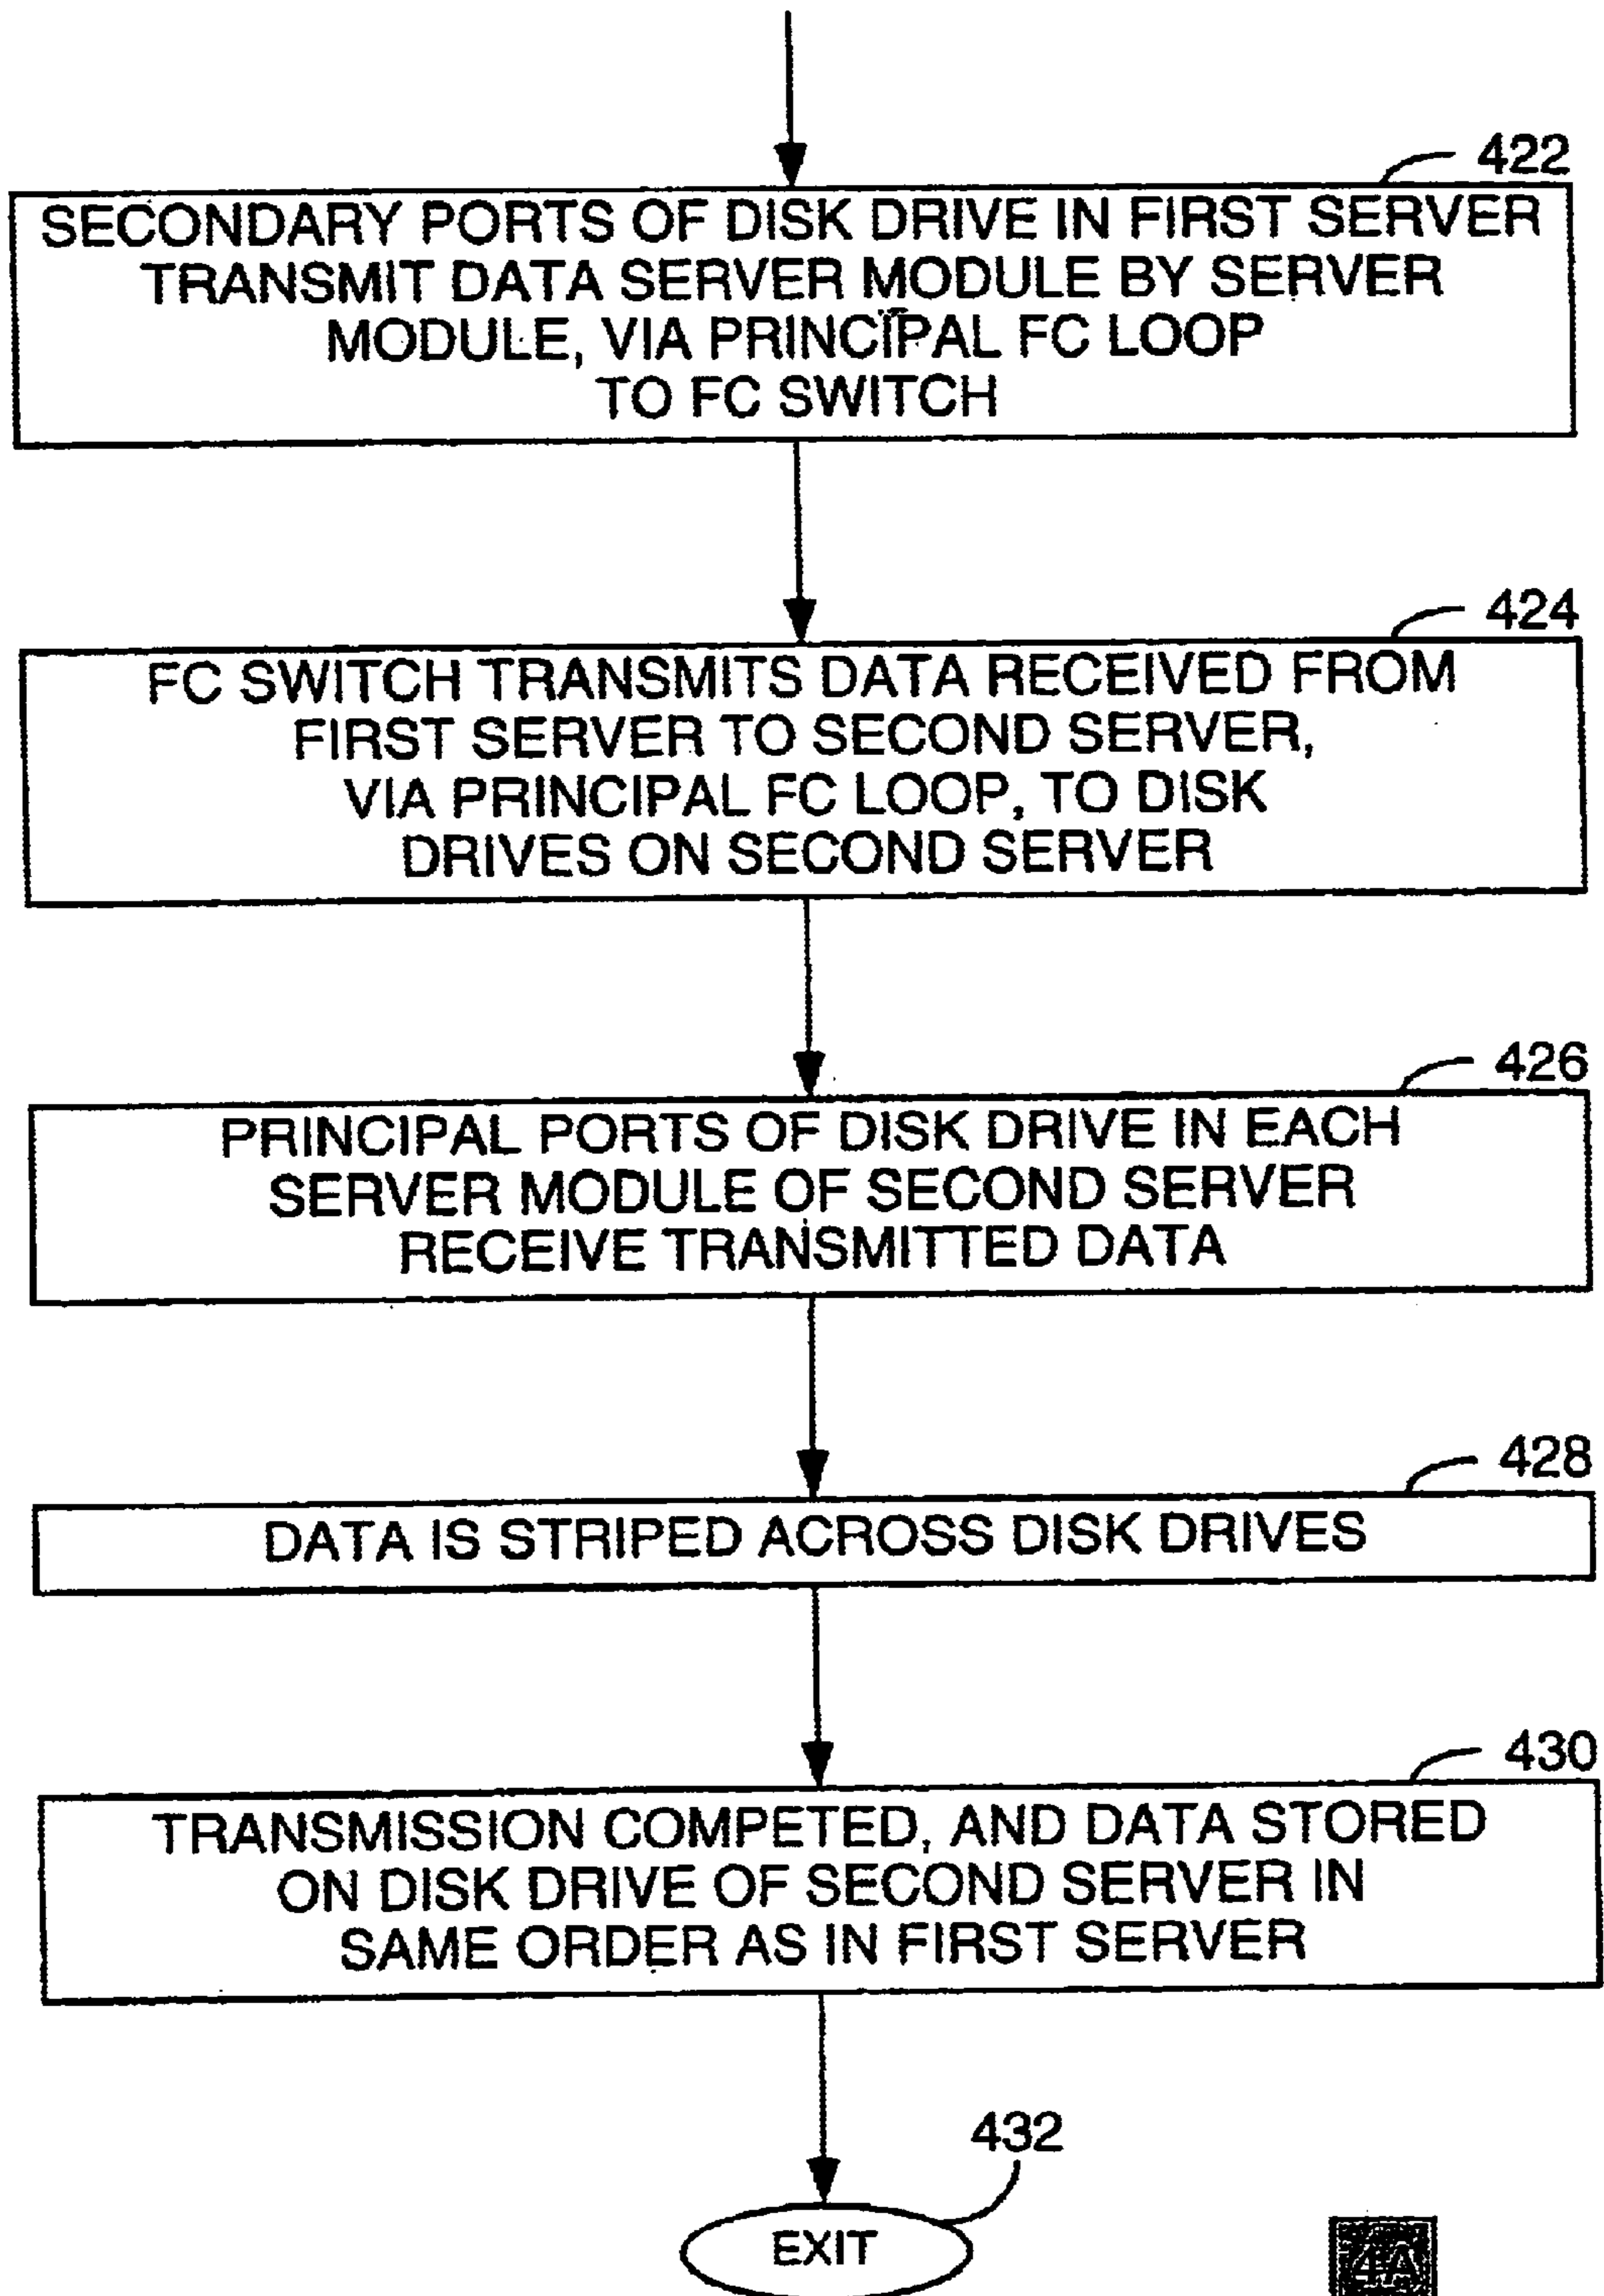 422
SECONDARY PORTS OF DISK DRIVE IN FIRST SERVER
TRANSMIT DATA SERVER MODULE BY SERVER
MODULE, VIA PRINCIPAL FC LOOP
TO FC SWITCH
424
FC SWITCH TRANSMITS DATA RECEIVED FROM
FIRST SERVER TO SECOND SERVER,
VIA PRINCIPAL FC LOOP, TO DISK
DRIVES ON SECOND SERVER
426
PRINCIPAL PORTS OF DISK DRIVE IN EACH
SERVER MODULE OF SECOND SERVER
RECEIVE TRANSMITTED DATA
428
DATA IS STRIPED ACROSS DISK DRIVES
430
TRANSMISSION COMPETED, AND DATA STORED
ON DISK DRIVE OF SECOND SERVER IN
SAME ORDER AS IN FIRST SERVER
432
EXIT
4A